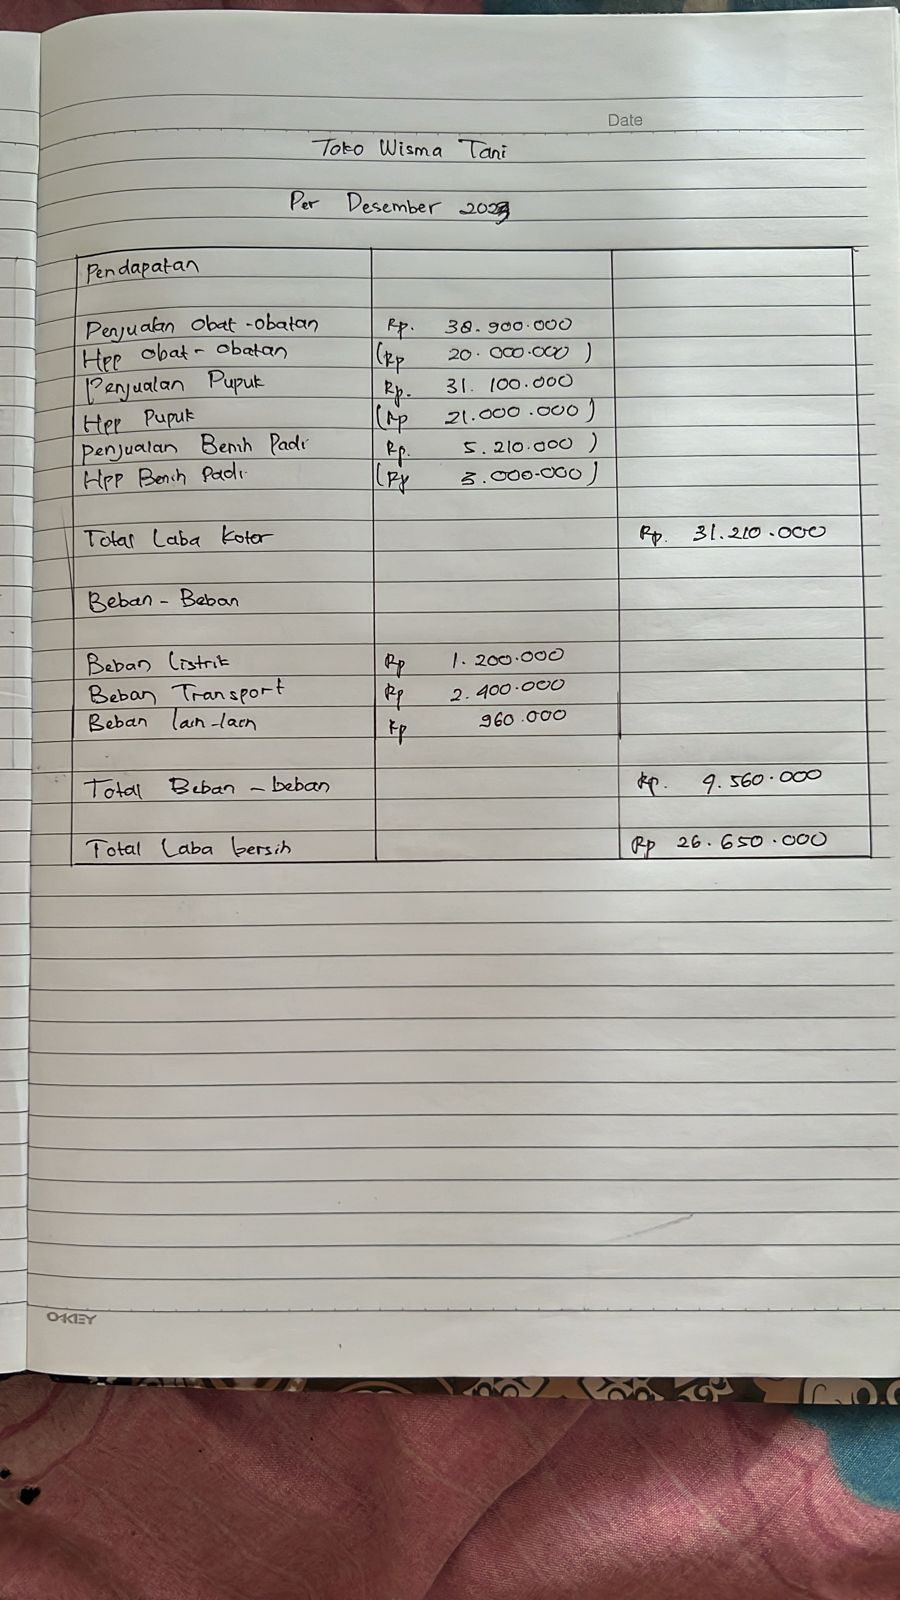 Date
Toko Wisma Tani
Per Desember 2023
Pendapatan
Penjualan Obat-obatan Rp. 38.900.000
Hpp obat-obatan (Rp 20.000.000)
Penjualan Pupuk Rp. 31.100.000
Hpp Pupuk (Rp 21.000.000)
Penjualan Benih Padi Rp. 5.210.000)
Hpp Benih Padi (Rp 3.000.000)
Total Laba Kotor Rp. 31.210.000
Beban-Beban
Beban Listrik Rp 1.200.000
Beban Transport Rp 2.400.000
Beban lain-lain Rp 960.000
Total Beban-beban Rp. 9.560.000
Total Laba bersih Rp 26.650.000
OKEY